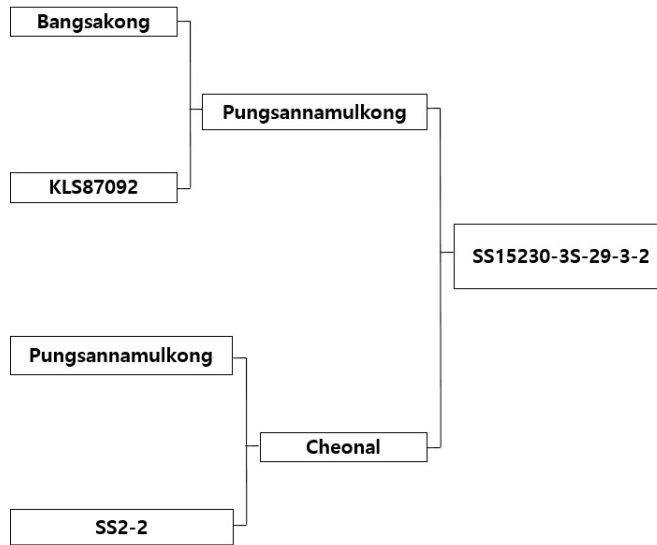 Bangsakong
Pungsannamulkong
KLS87092
SS15230-3S-29-3-2
Pungsannamulkong
Cheonal
SS2-2